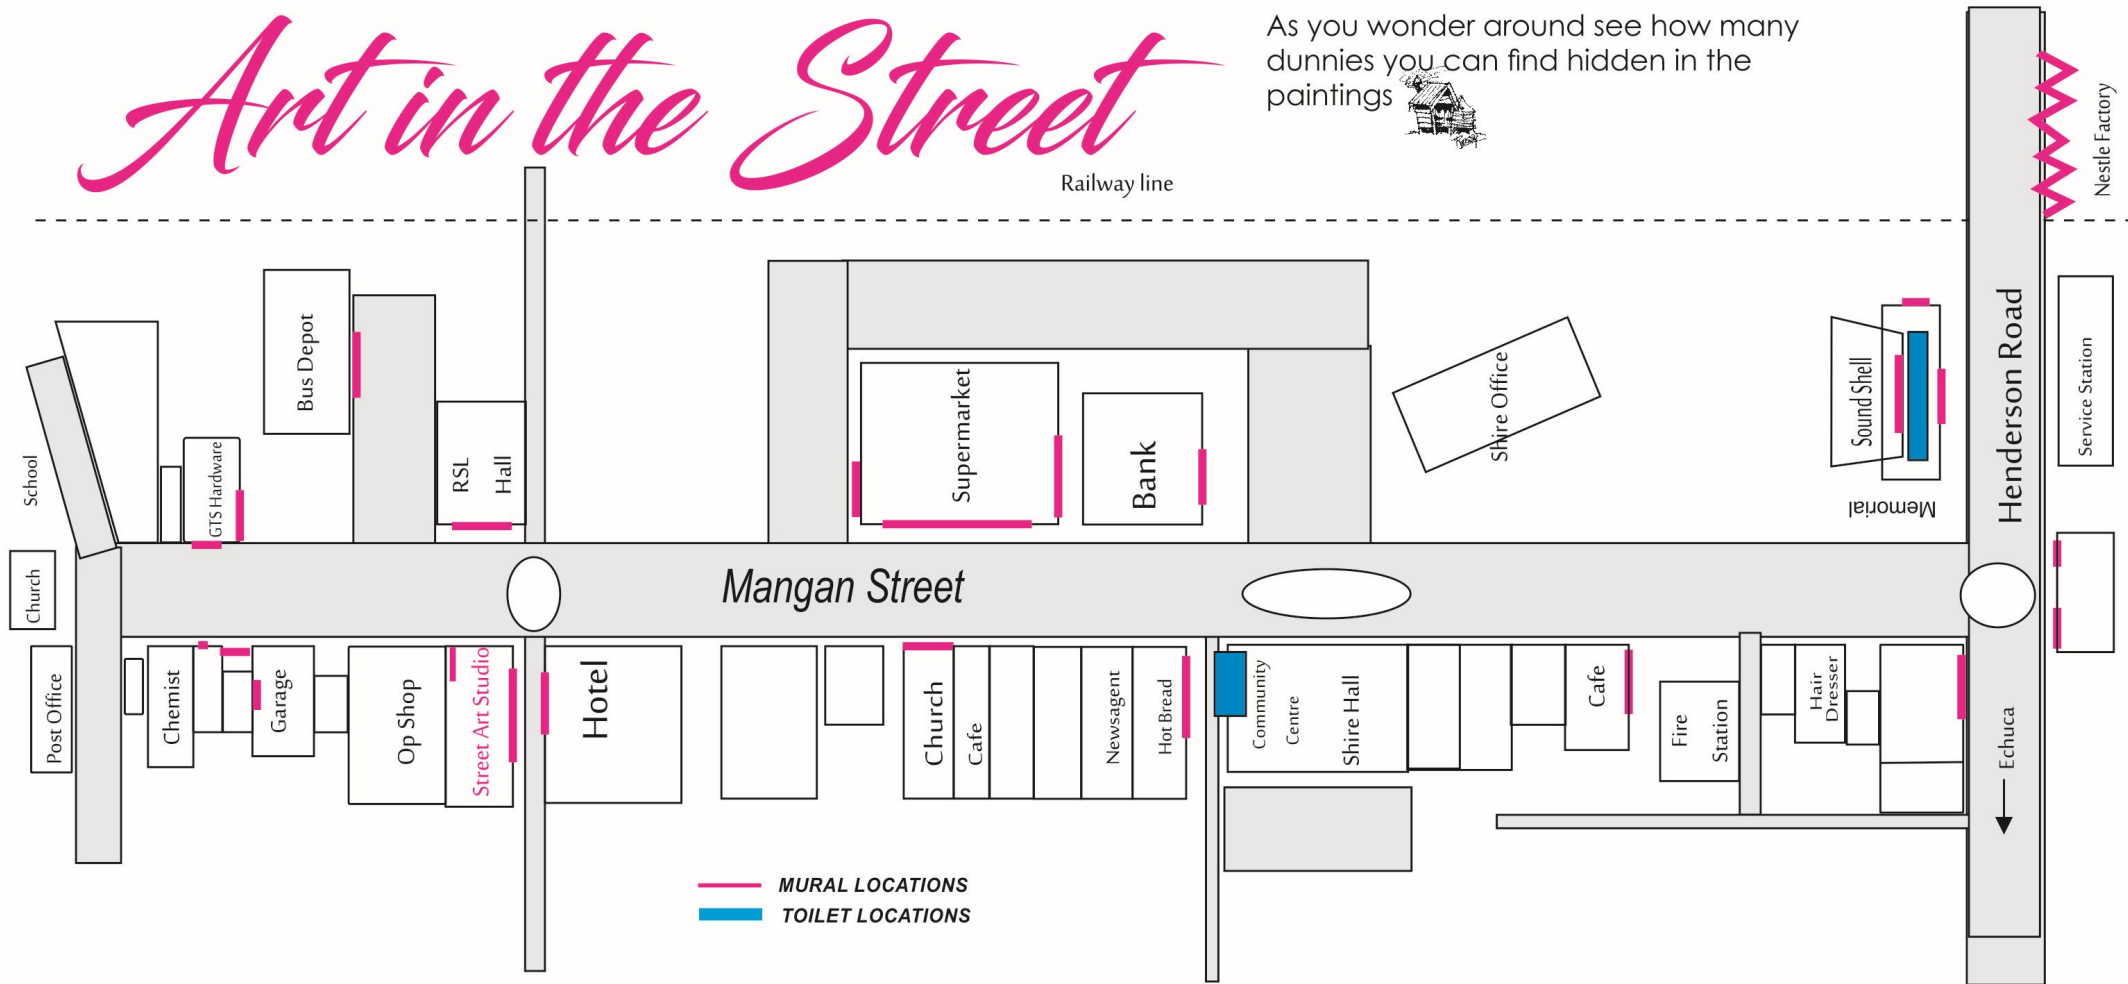 Art in the Street
As you wonder around see how many
dunnies you can find hidden in the
paintings
Railway line
Nestle Factory
School
GTS Hardware
Bus Depot
RSL
Hall
Supermarket
Bank
Shire Office
Sound Shell
Memorial
Henderson Road
Service Station
Church
Mangan Street
Post Office
Chemist
Garage
Op Shop
Street Art Studio
Hotel
Church
Cafe
Newsagent
Hot Bread
Community
Centre
Shire Hall
Cafe
Fire
Station
Hair
Dresser
Echuca
MURAL LOCATIONS
TOILET LOCATIONS